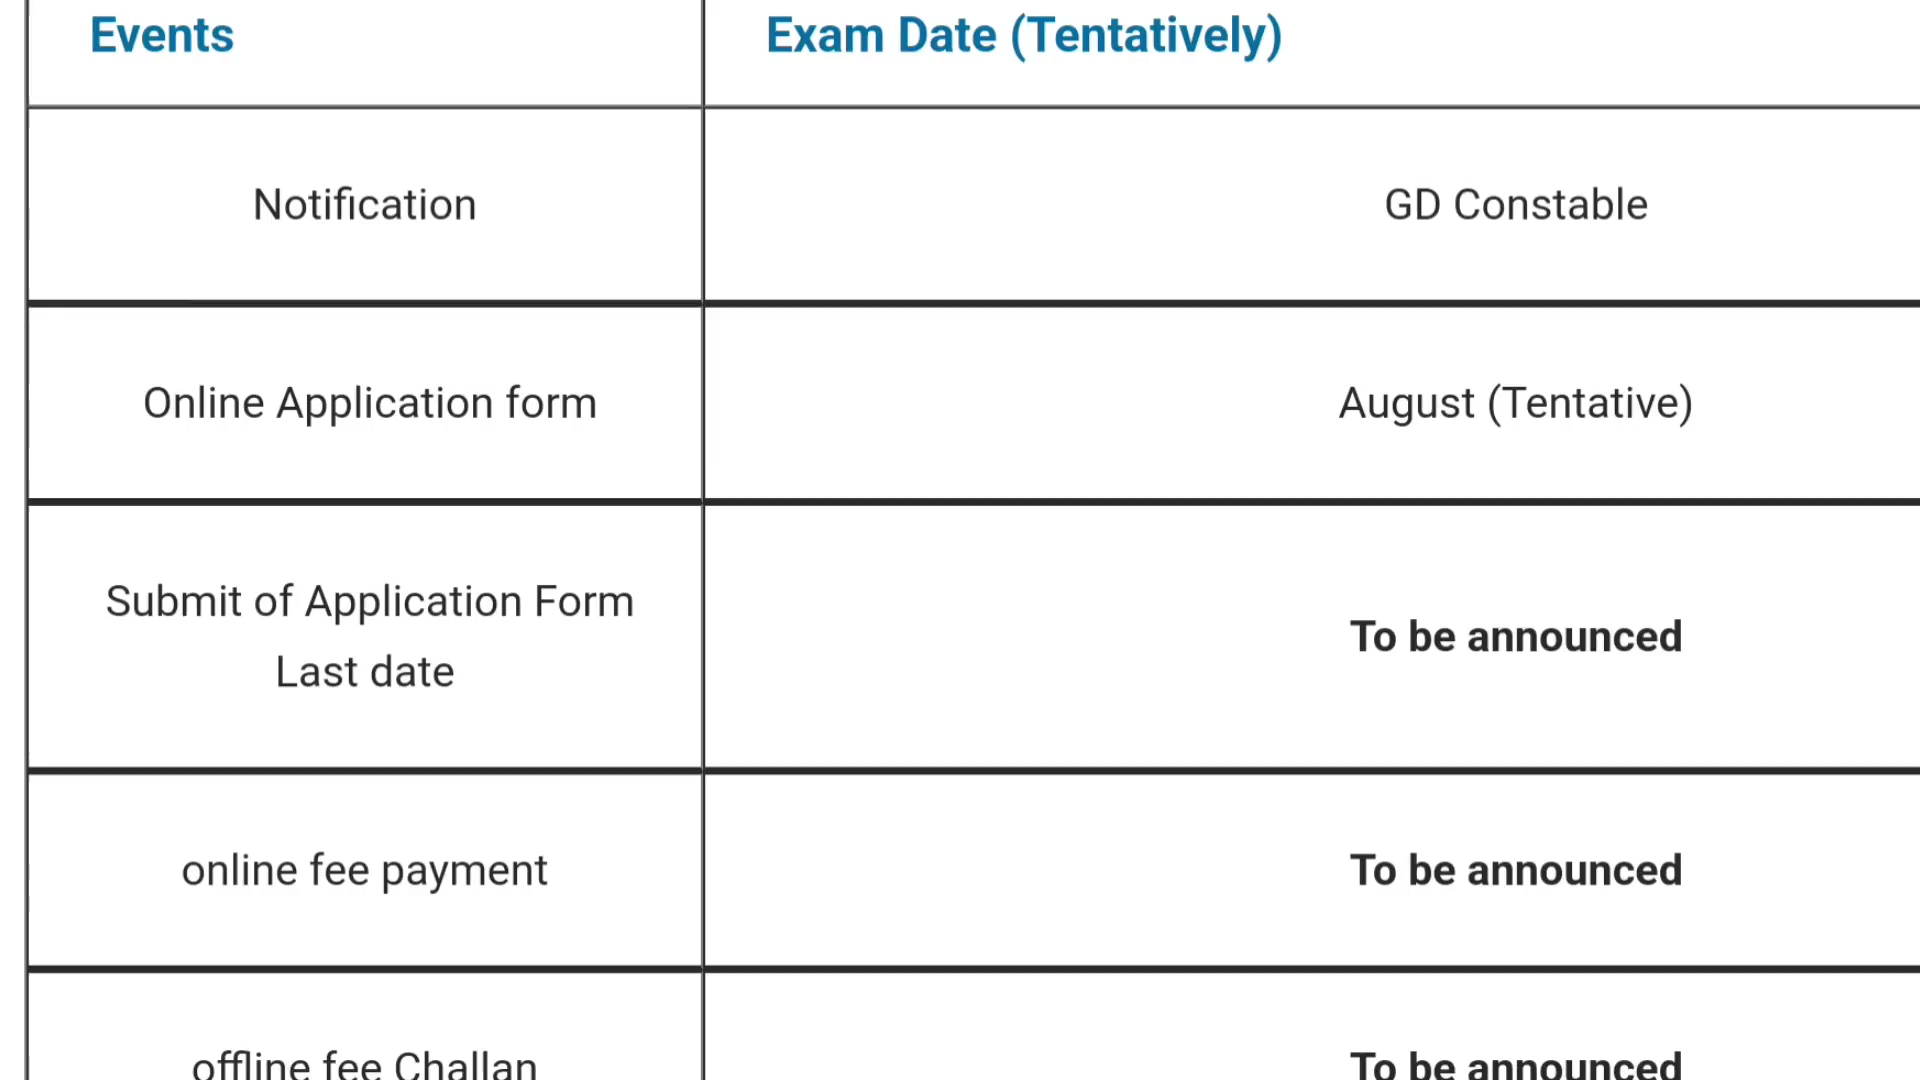 Events
Exam Date (Tentatively)
Notification
GD Constable
Online Application form
August (Tentative)
Submit of Application Form
Last date
To be announced
online fee payment
To be announced
offline fee Challan
To be announced